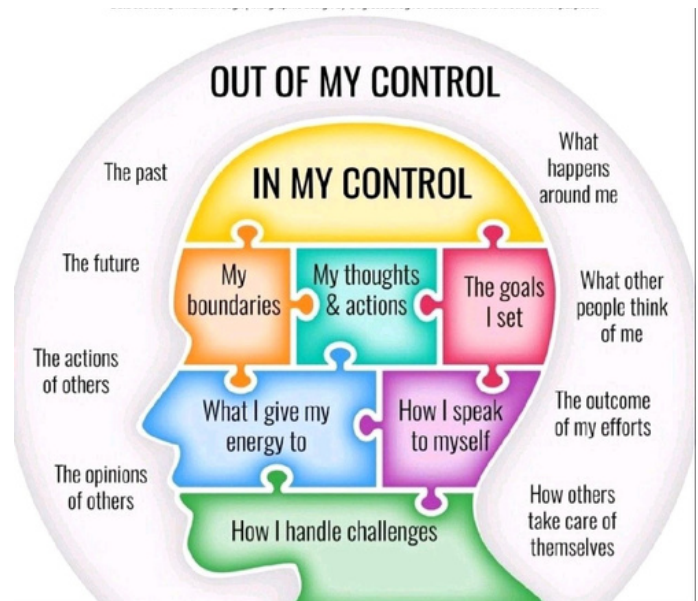 OUT OF MY CONTROL
IN MY CONTROL
The past
The future
The actions
of others
The opinions
of others
What
happens
around me
What other
people think
of me
The outcome
of my efforts
How others
take care of
themselves
My
boundaries
My thoughts
& actions
The goals
I set
What I give my
energy to
How I speak
to myself
How I handle challenges